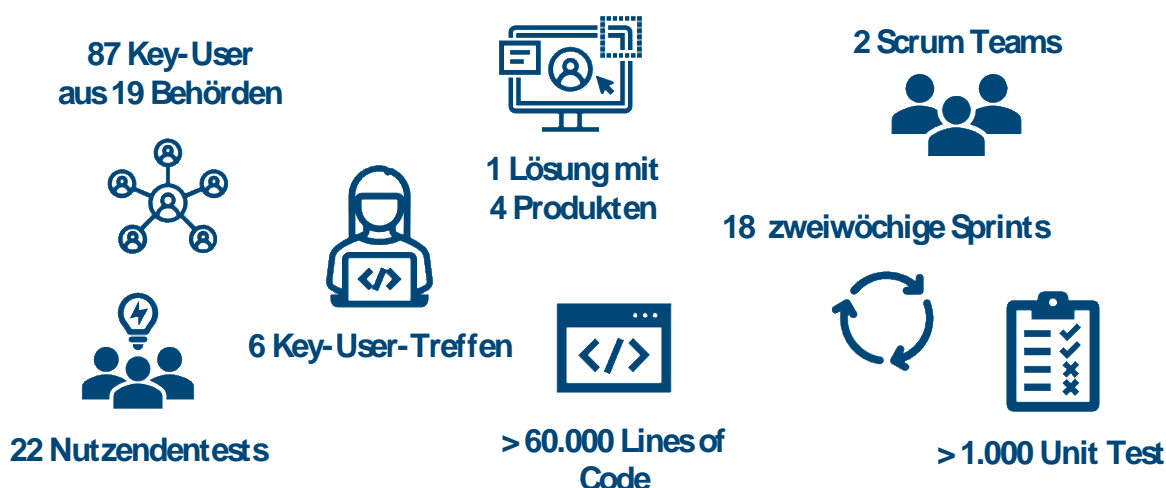 87 Key-User
aus 19 Behörden
2 Scrum Teams
1 Lösung mit
4 Produkten
18 zweiwöchige Sprints
6 Key-User-Treffen
22 Nutzendentests
> 60.000 Lines of
Code
> 1.000 Unit Test